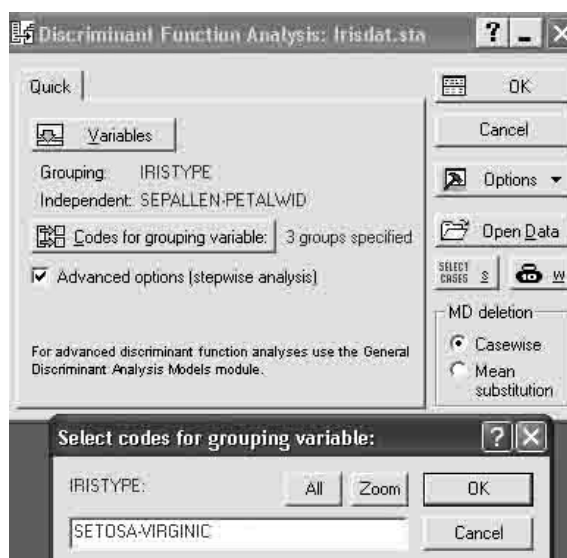 Discriminant Function Analysis: Irisdat.sta
Quick
OK
Variables
Cancel
Grouping: IRISTYPE
Options
Independent: SEPALLEN-PETALWID
Codes for grouping variable: 3 groups specified
Open Data
Advanced options (stepwise analysis)
SELECT
CASES S W
MD deletion
Casewise
Mean
substitution
For advanced discriminant function analyses use the General
Discriminant Analysis Models module.
Select codes for grouping variable:
IRISTYPE:
All
Zoom
OK
SETOSA-VIRGINIC
Cancel